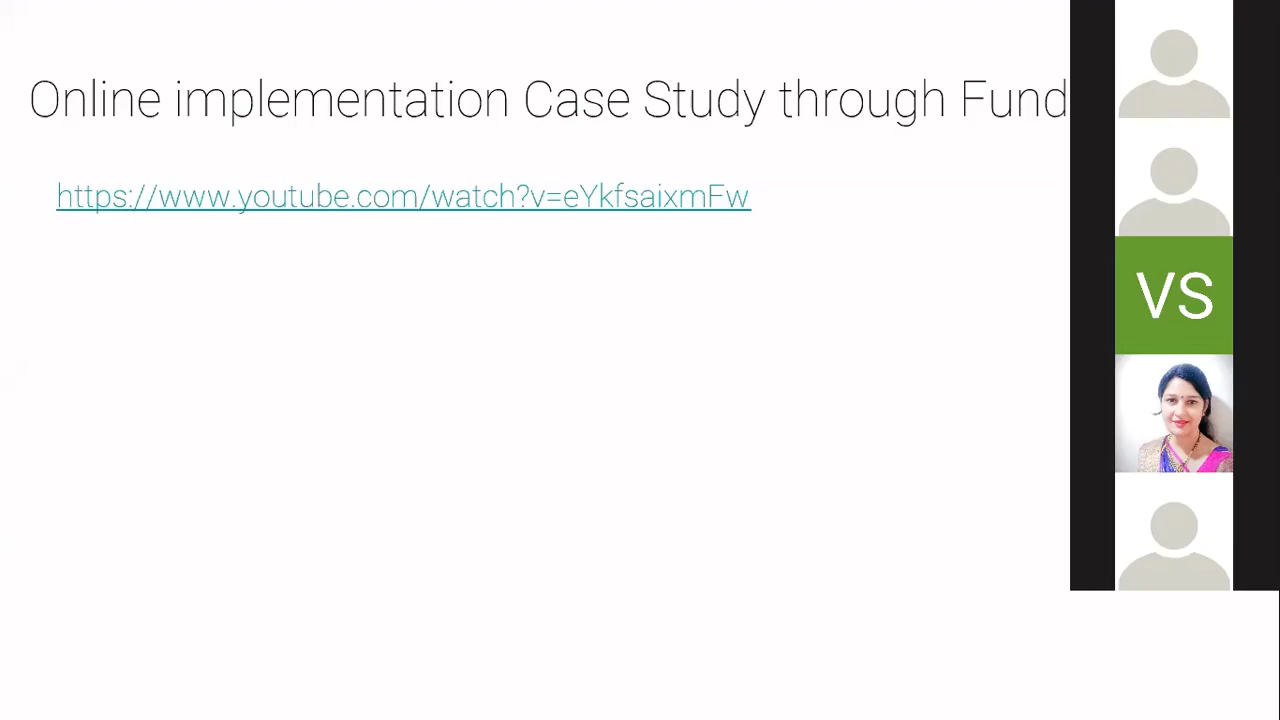 Online implementation Case Study through Fund
https://www.youtube.com/watch?v=eYkfsaixmFw
VS